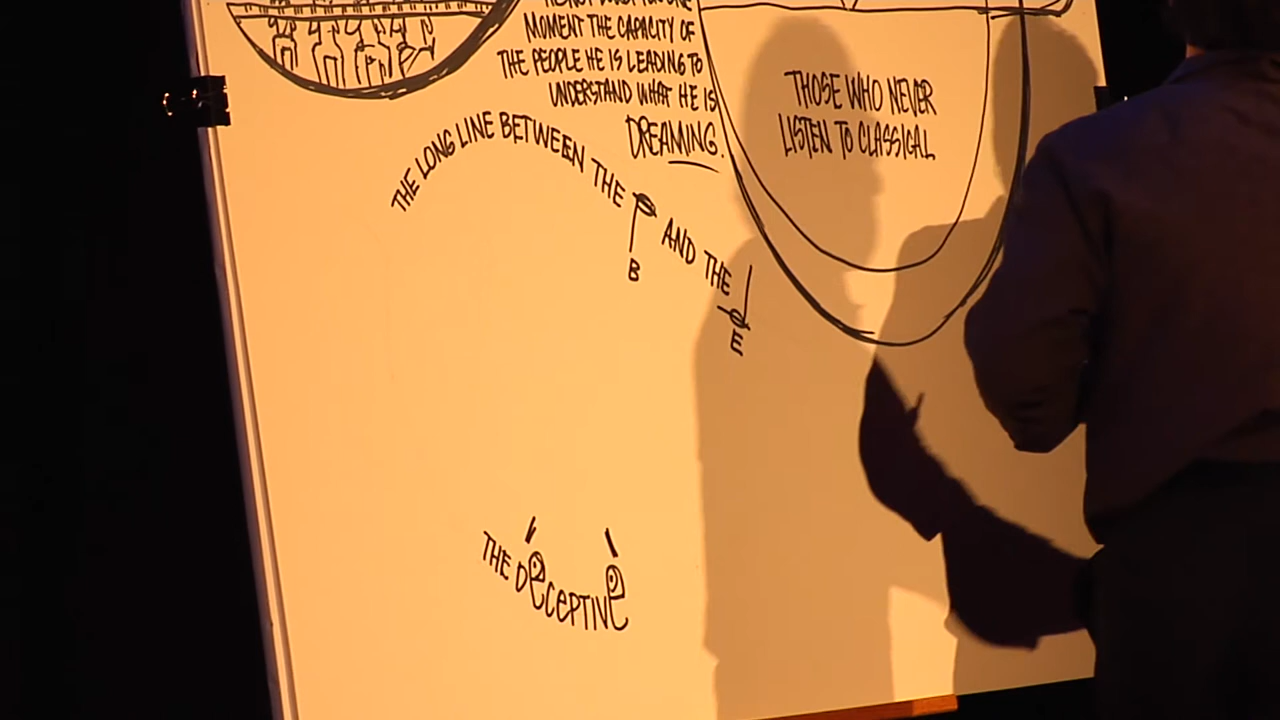 MOMENT THE CAPACITY OF
THE PEOPLE HE IS LEADING TO
UNDERSTAND WHAT HE IS
DREAMING.
THOSE WHO NEVER
LISTEN TO CLASSICAL
THE LONG LINE BETWEEN THE
B
AND THE
E
THE DECEPTIVE